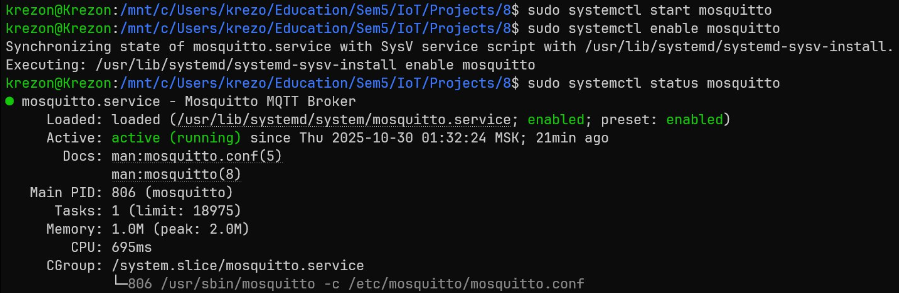 krezon@Krezon:/mnt/c/Users/krezo/Education/Sem5/IoT/Projects/8$ sudo systemctl start mosquitto
krezon@Krezon:/mnt/c/Users/krezo/Education/Sem5/IoT/Projects/8$ sudo systemctl enable mosquitto
Synchronizing state of mosquitto.service with SysV service script with /usr/lib/systemd/systemd-sysv-install.
Executing: /usr/lib/systemd/systemd-sysv-install enable mosquitto
krezon@Krezon:/mnt/c/Users/krezo/Education/Sem5/IoT/Projects/8$ sudo systemctl status mosquitto
● mosquitto.service - Mosquitto MQTT Broker
     Loaded: loaded (/usr/lib/systemd/system/mosquitto.service; enabled; preset: enabled)
     Active: active (running) since Thu 2025-10-30 01:32:24 MSK; 21min ago
       Docs: man:mosquitto.conf(5)
             man:mosquitto(8)
   Main PID: 806 (mosquitto)
      Tasks: 1 (limit: 18975)
     Memory: 1.0M (peak: 2.0M)
        CPU: 695ms
     CGroup: /system.slice/mosquitto.service
             └─806 /usr/sbin/mosquitto -c /etc/mosquitto/mosquitto.conf